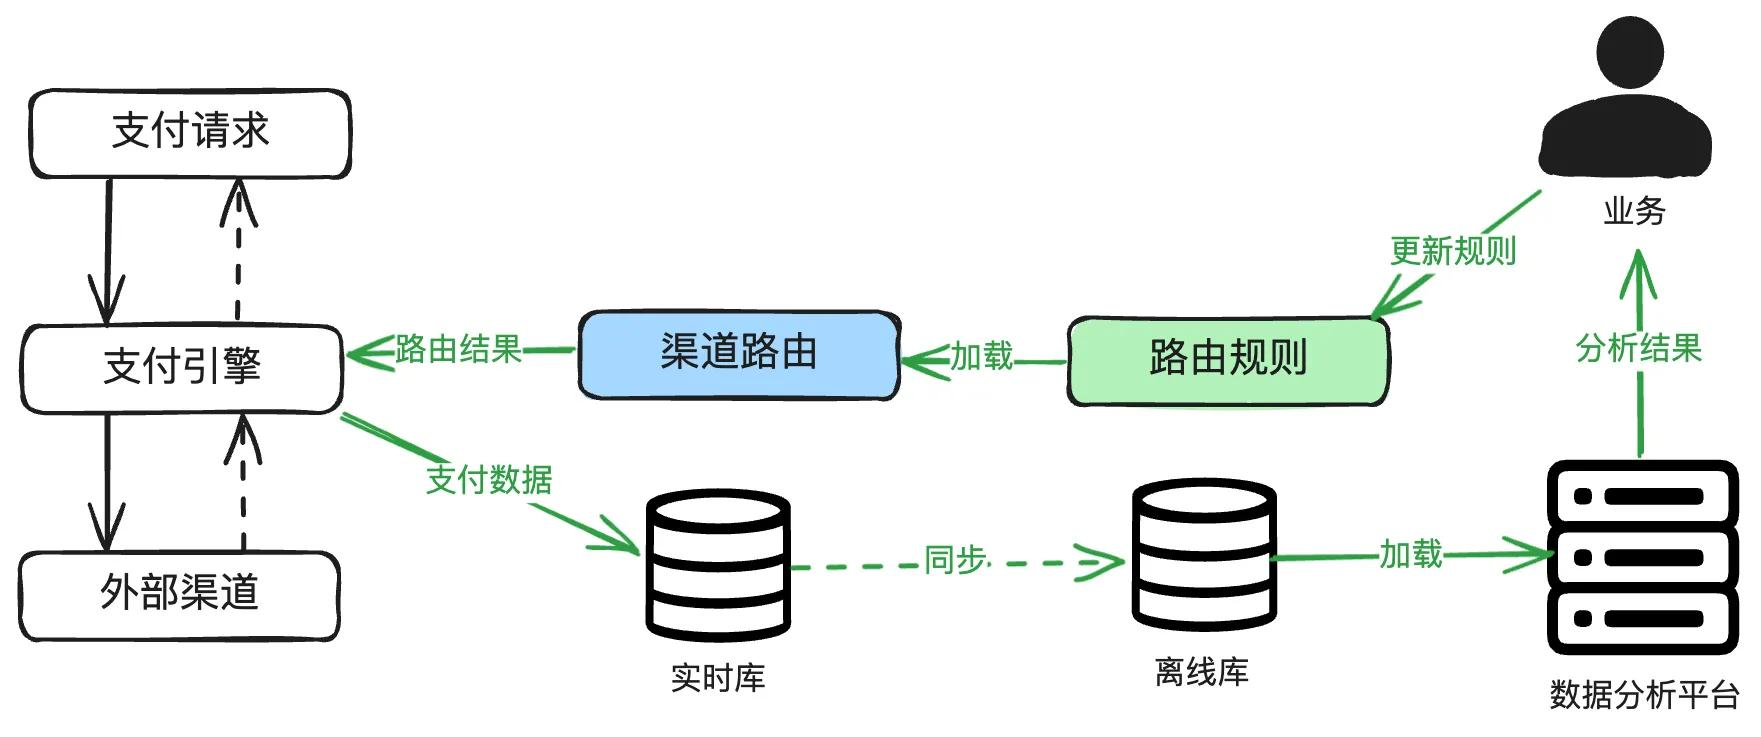 支付请求
业务
更新规则
路由结果
渠道路由
加载
路由规则
分析结果
支付引擎
支付数据
同步
加载
外部渠道
实时库
离线库
数据分析平台